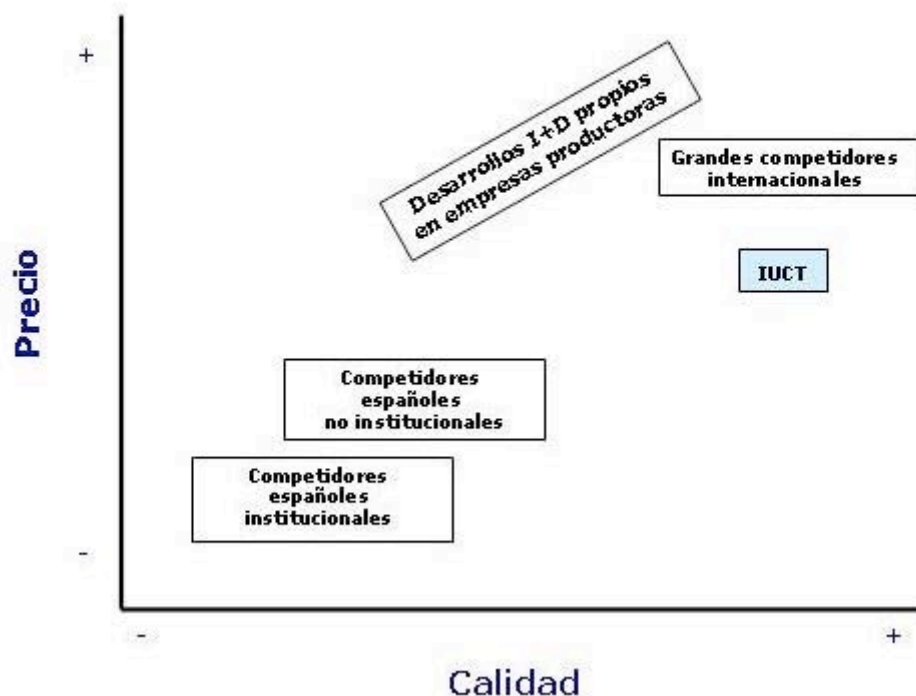 +
Desarrollos I+D propios
en empresas productoras
Grandes competidores
internacionales
IUCT
Precio
Competidores
españoles
no institucionales
Competidores
españoles
institucionales
-
-
+
Calidad